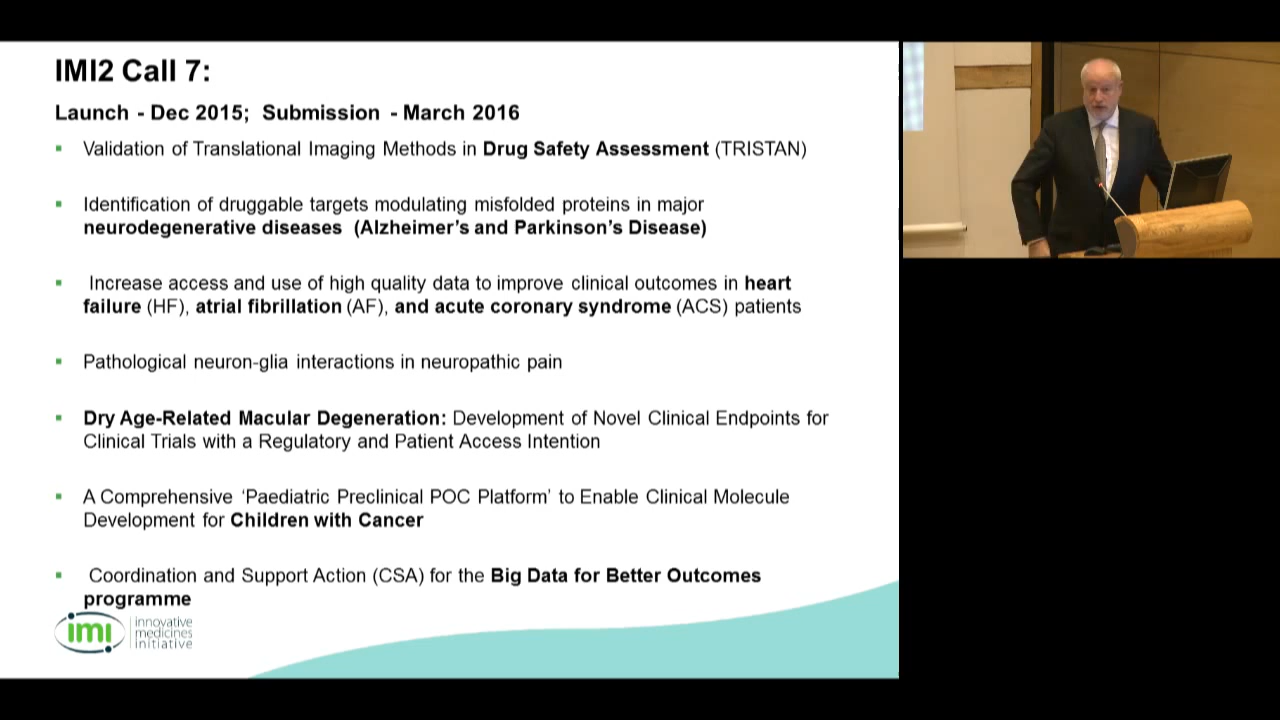 IMI2 Call 7:
Launch - Dec 2015; Submission - March 2016
▪ Validation of Translational Imaging Methods in Drug Safety Assessment (TRISTAN)
▪ Identification of druggable targets modulating misfolded proteins in major
neurodegenerative diseases (Alzheimer's and Parkinson's Disease)
▪ Increase access and use of high quality data to improve clinical outcomes in heart
failure (HF), atrial fibrillation (AF), and acute coronary syndrome (ACS) patients
▪ Pathological neuron-glia interactions in neuropathic pain
▪ Dry Age-Related Macular Degeneration: Development of Novel Clinical Endpoints for
Clinical Trials with a Regulatory and Patient Access Intention
▪ A Comprehensive 'Paediatric Preclinical POC Platform' to Enable Clinical Molecule
Development for Children with Cancer
▪ Coordination and Support Action (CSA) for the Big Data for Better Outcomes
programme
imi
innovative
medicines
initiative